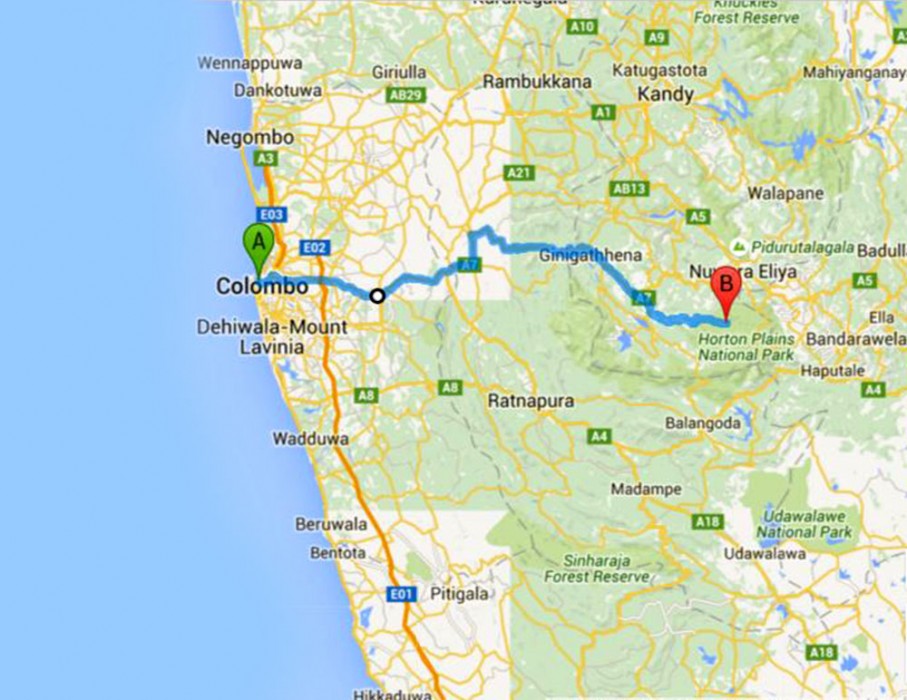 Kurunegala
Knuckles
Forest Reserve
A10
A9
Wennappuwa
Giriulla
Katugastota
Mahiyanganay
Dankotuwa
AB29
Rambukkana
Kandy
A1
Negombo
A3
A21
AB13
Walapane
E03
A5
A
E02
Ginigathhena
Pidurutalagala
Badull
Colombo
A7
Nuwara Eliya
A5
B
A7
Dehiwala-Mount
Lavinia
Horton Plains
National Park
Ella
Bandarawela
Haputale
A8
A8
Ratnapura
A4
Balangoda
Wadduwa
A4
Madampe
Beruwala
A18
Udawalawe
National Park
Bentota
Sinharaja
Forest Reserve
Udawalawa
E01
Pitigala
A18
Hikkaduwa